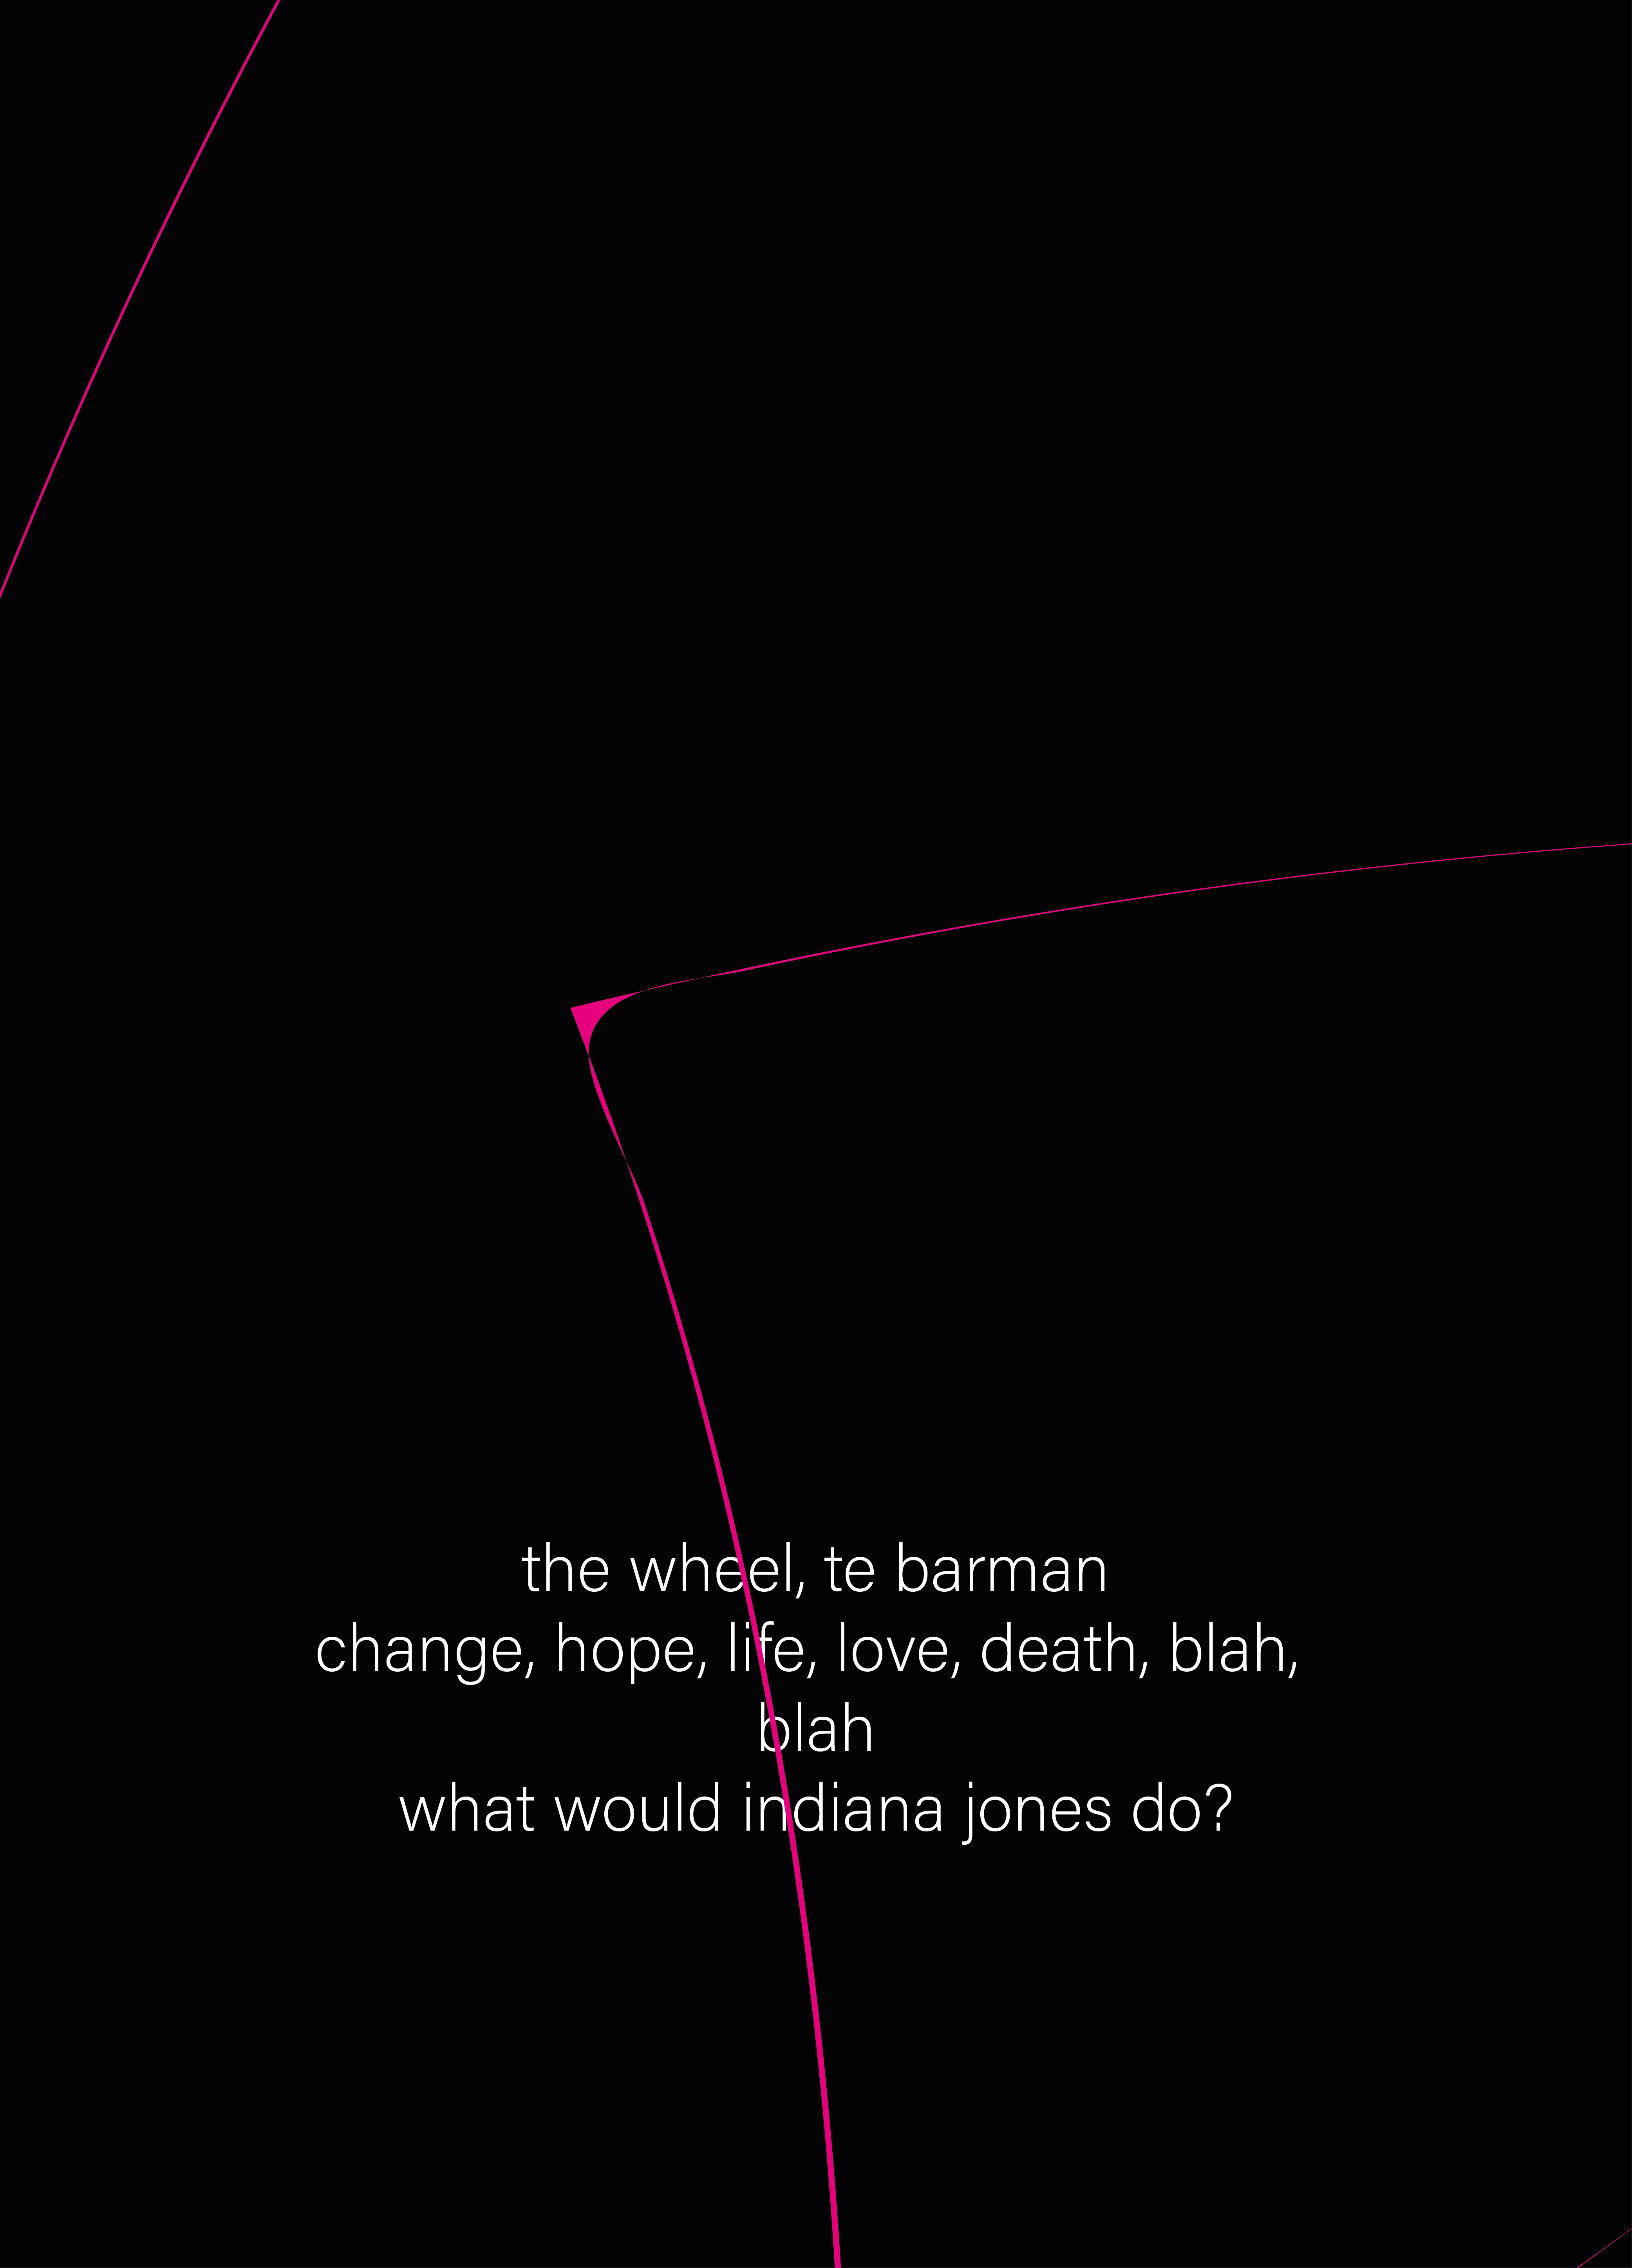 the wheel, te barman
change, hope, life, love, death, blah,
blah
what would indiana jones do?